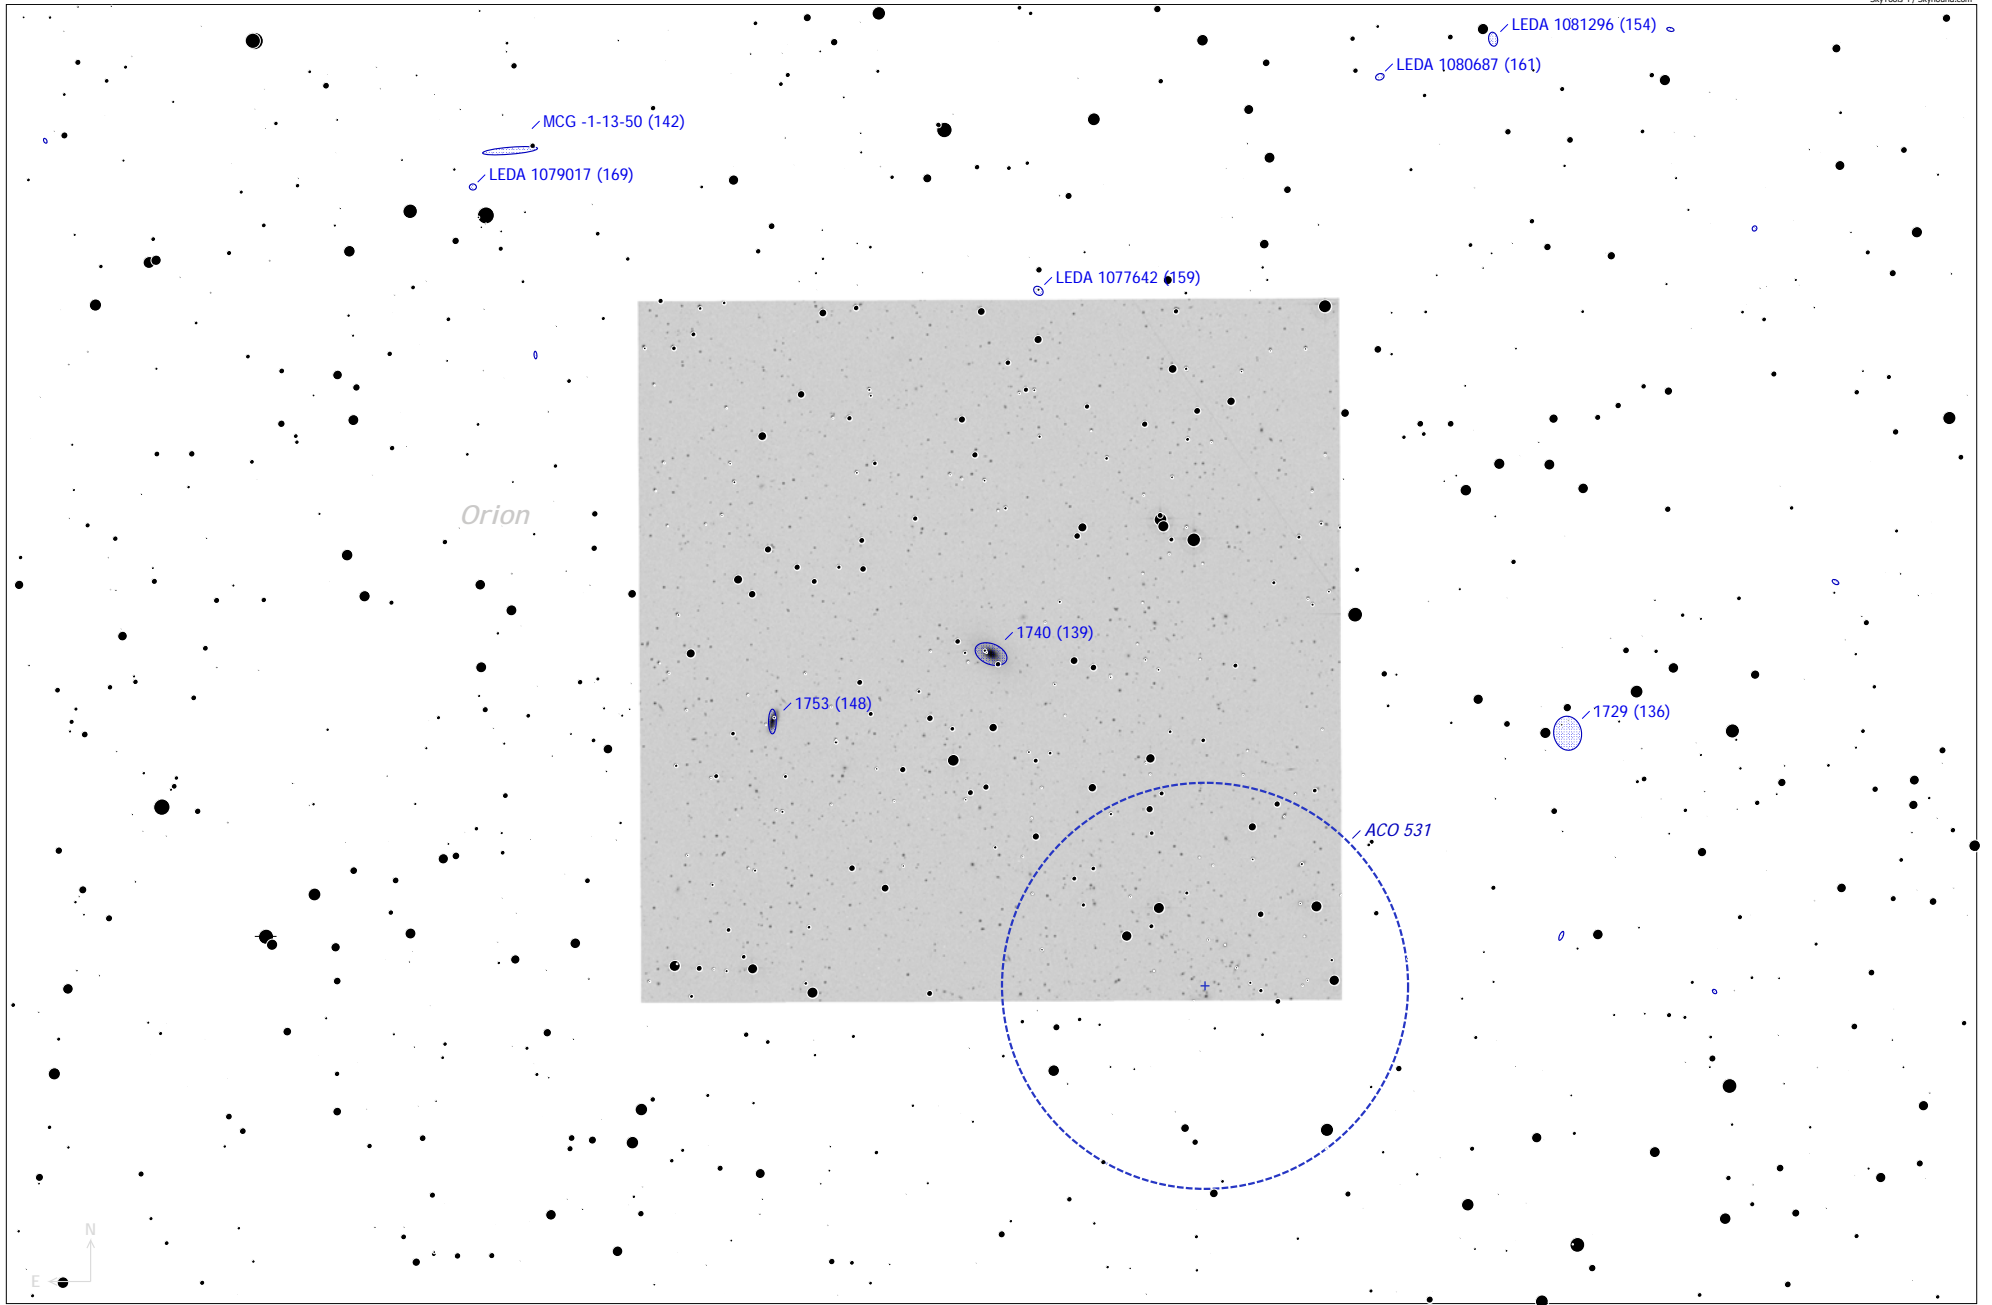 LEDA 1081296 (154)
LEDA 1080687 (161)
MCG -1-13-50 (142)
LEDA 1079017 (169)
LEDA 1077642 (159)
Orion
1740 (139)
1753 (148)
1729 (136)
ACO 531
N
E